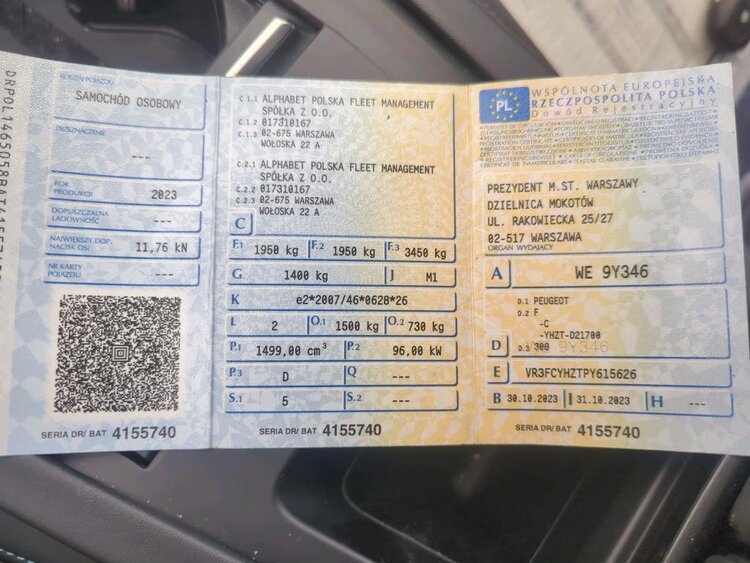 RODZAJ POJAZDU
SAMOCHÓD OSOBOWY
PRZEZNACZENIE
---
ROK
PRODUKCJI
2023
DOPUSZCZALNA
ŁADOWNOŚĆ
---
NAJWIĘKSZY DOP.
NACISK OSI
11,76 kN
NR KARTY
POJAZDU
---
SERIA DR/ BAT 4155740
C.1.1 ALPHABET POLSKA FLEET MANAGEMENT
SPÓŁKA Z O.O.
C.1.2 017310167
C.1.3 02-675 WARSZAWA
WOŁOSKA 22 A
C.2.1 ALPHABET POLSKA FLEET MANAGEMENT
SPÓŁKA Z O.O.
C.2.2 017310167
C.2.3 02-675 WARSZAWA
WOŁOSKA 22 A
C
F.1 1950 kg F.2 1950 kg F.3 3450 kg
G 1400 kg J M1
K e2*2007/46*0628*26
L 2 O.1 1500 kg O.2 730 kg
P.1 1499,00 cm³ P.2 96,00 kW
P.3 D Q ---
S.1 5 S.2 ---
SERIA DR/ BAT 4155740
PL
WSPÓLNOTA EUROPEJSKA
RZECZPOSPOLITA POLSKA
Dowód Rejestracyjny
PREZYDENT M.ST. WARSZAWY
DZIELNICA MOKOTÓW
UL. RAKOWIECKA 25/27
02-517 WARSZAWA
ORGAN WYDAJĄCY
A WE 9Y346
D.1 PEUGEOT
D.2 F
-C
-YHZT-D21700
D D.3 308 9Y346
E VR3FCYHZTPY615626
B 30.10.2023 I 31.10.2023 H ---
SERIA DR/ BAT 4155740